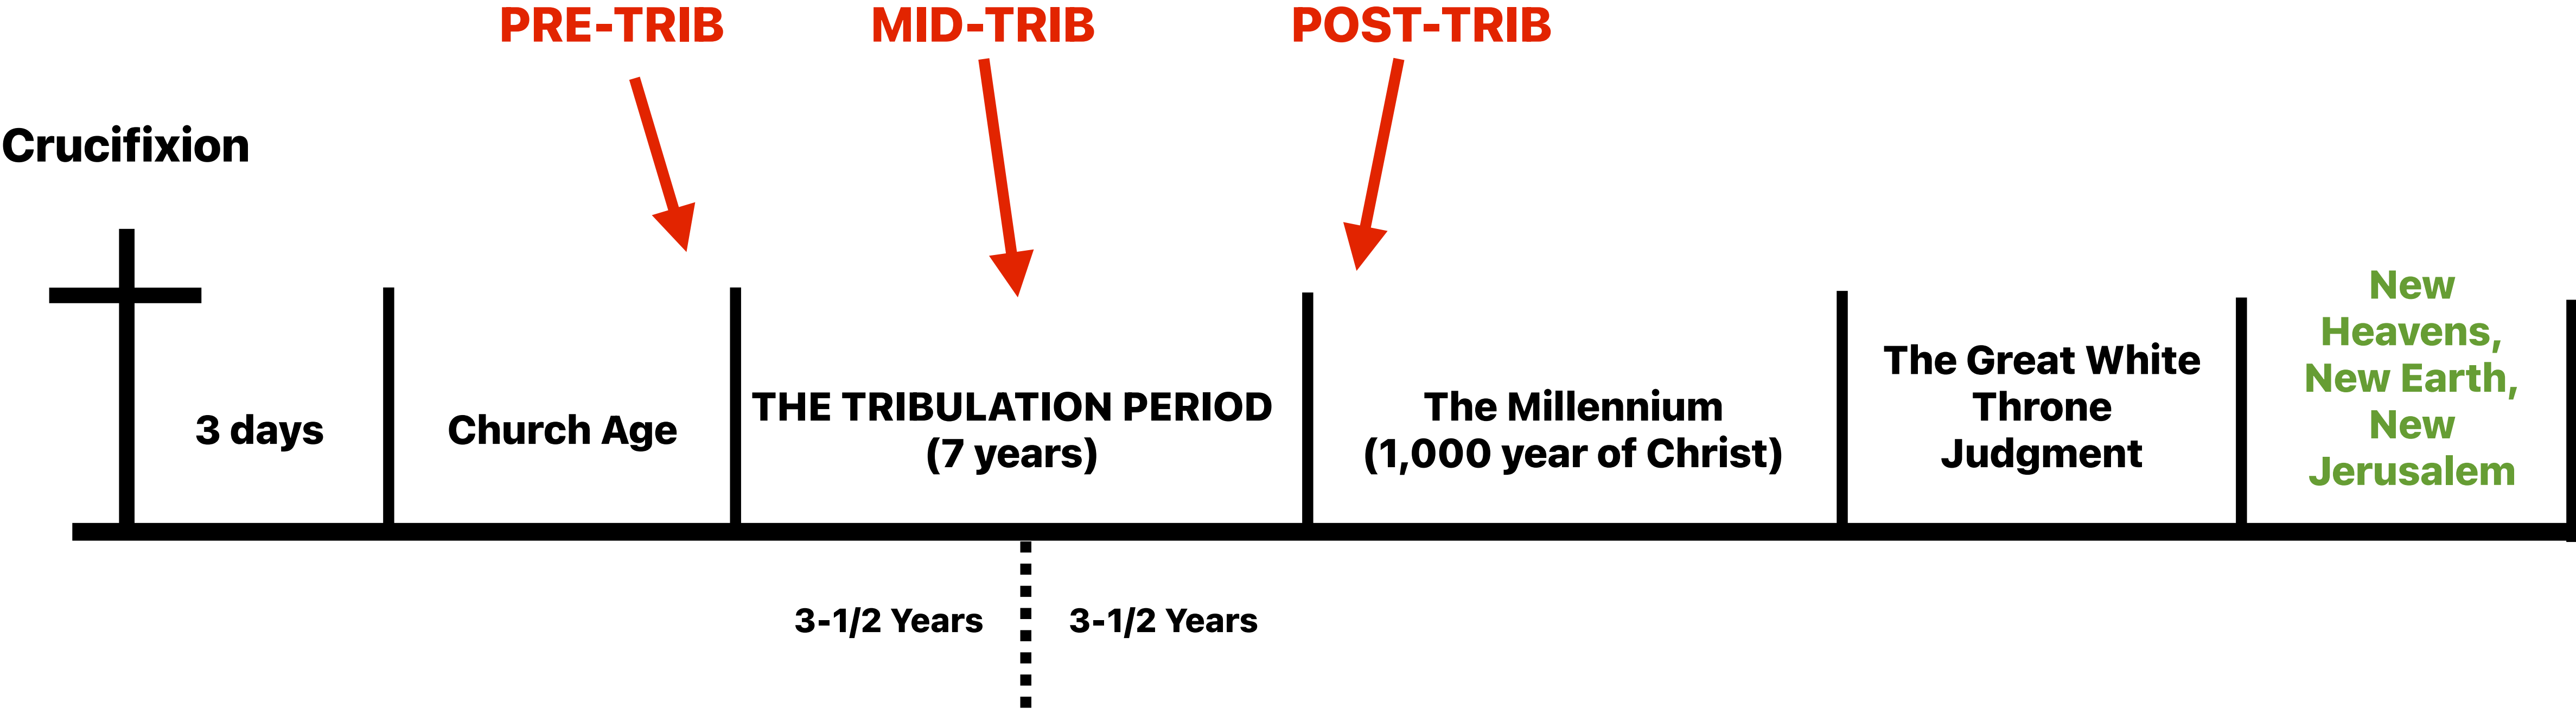 PRE-TRIB
MID-TRIB
POST-TRIB
Crucifixion
3 days
Church Age
THE TRIBULATION PERIOD
(7 years)
The Millennium
(1,000 year of Christ)
The Great White
Throne
Judgment
New
Heavens,
New Earth,
New
Jerusalem
3-1/2 Years
3-1/2 Years